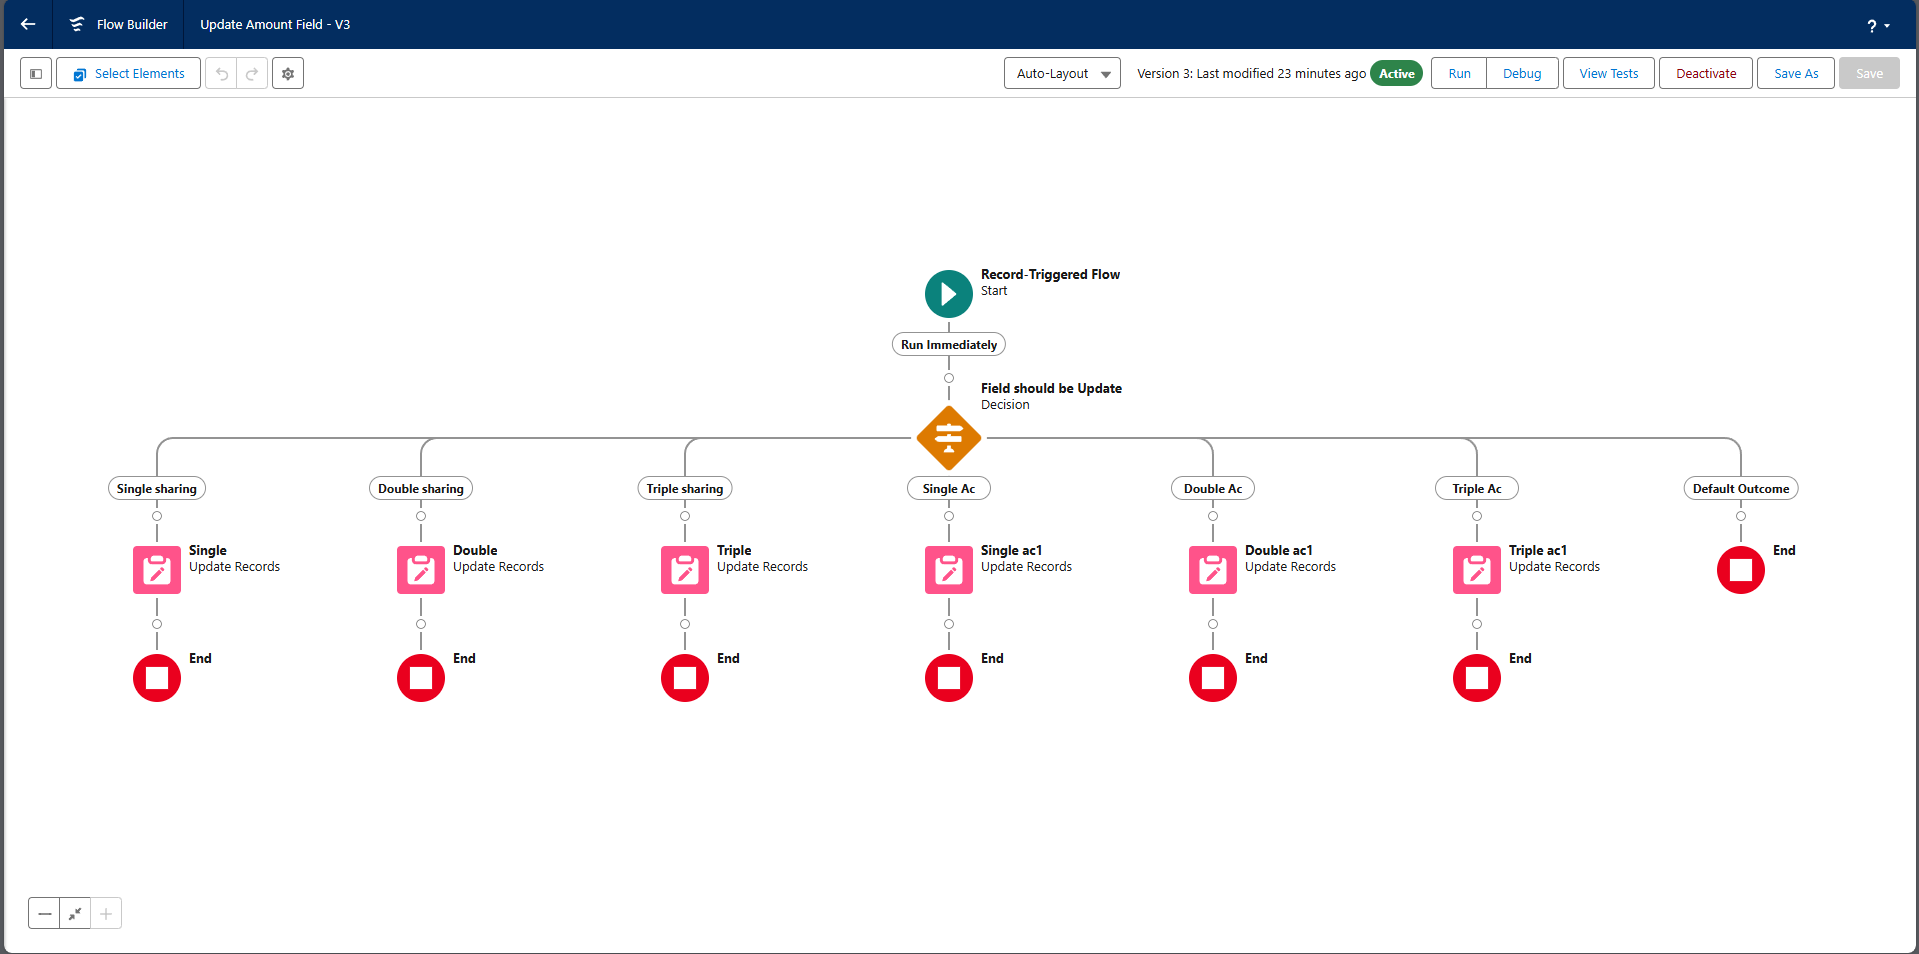 Flow Builder
Update Amount Field - V3
?
Select Elements
Auto-Layout
Version 3: Last modified 23 minutes ago
Active
Run
Debug
View Tests
Deactivate
Save As
Save
Record-Triggered Flow
Start
Run Immediately
Field should be Update
Decision
Single sharing
Double sharing
Triple sharing
Single Ac
Double Ac
Triple Ac
Default Outcome
Single
Update Records
Double
Update Records
Triple
Update Records
Single ac1
Update Records
Double ac1
Update Records
Triple ac1
Update Records
End
End
End
End
End
End
End